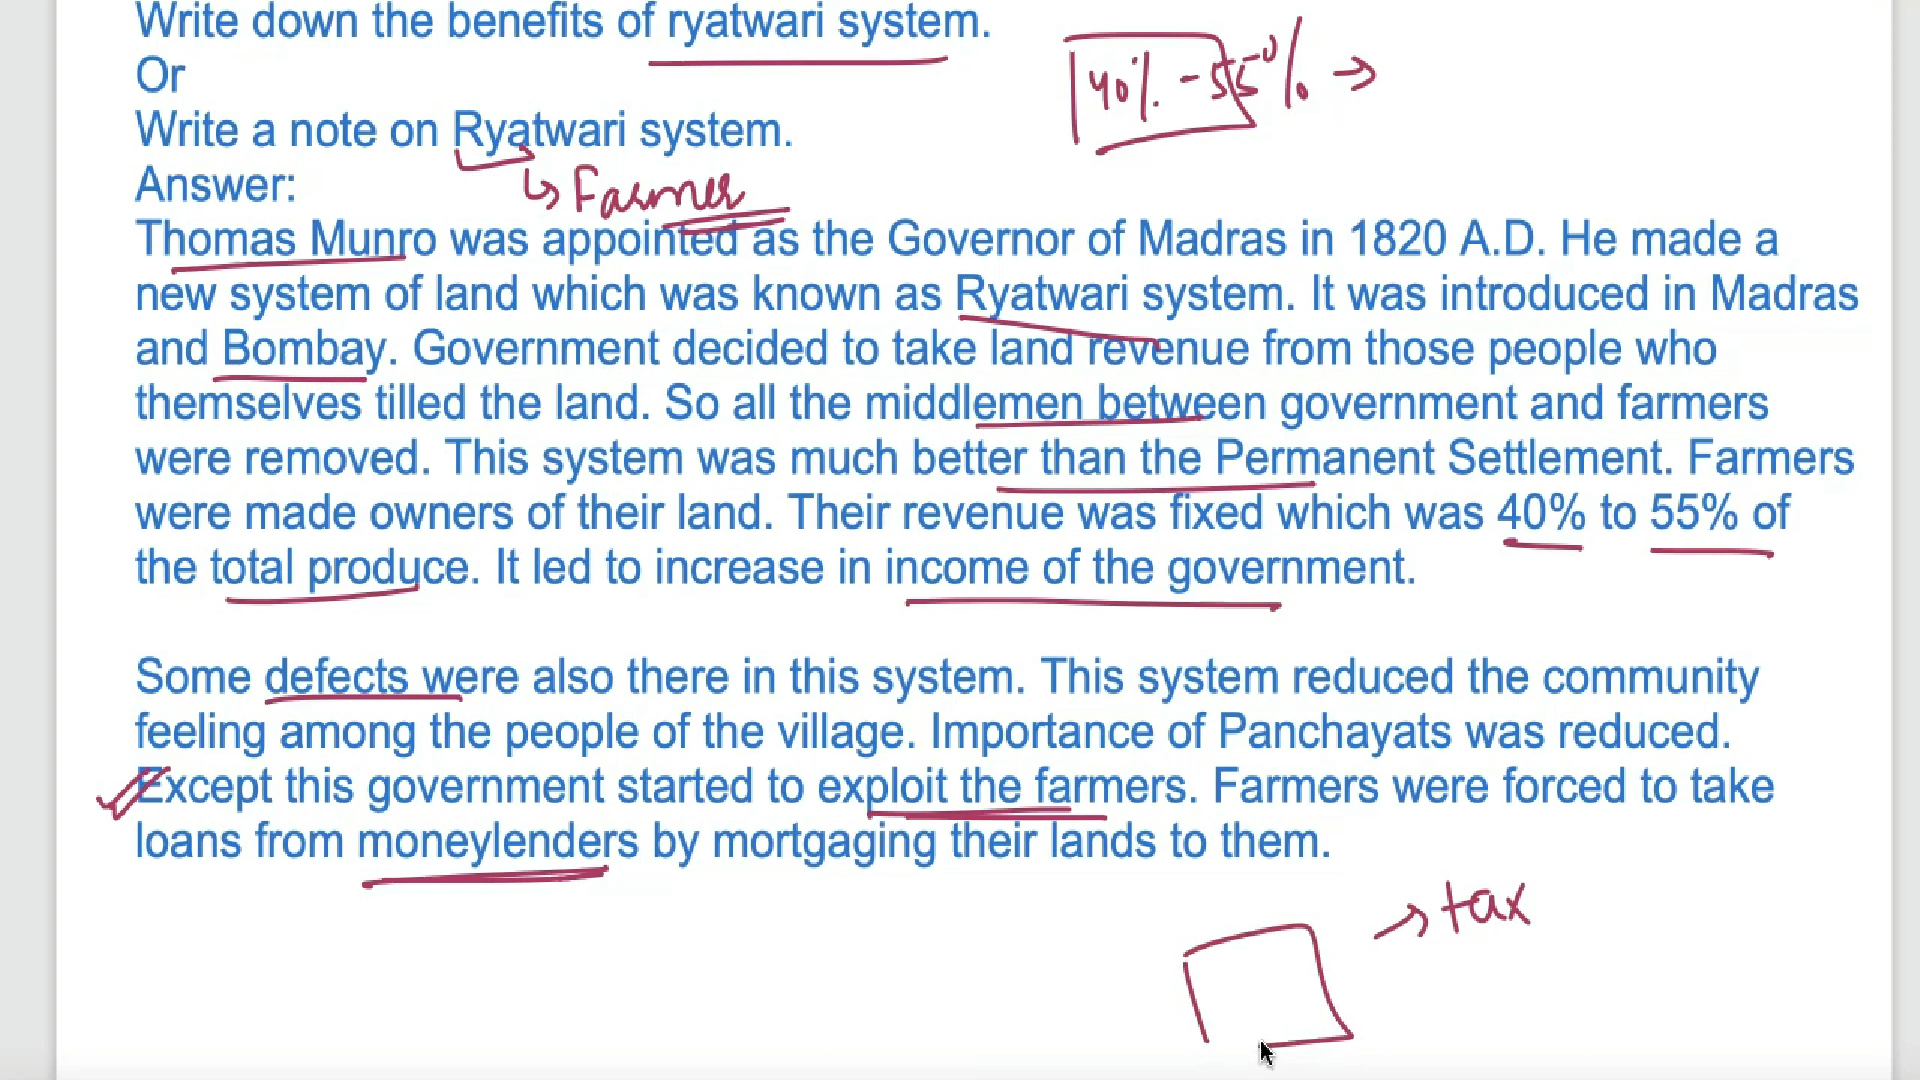 Write down the benefits of ryatwari system.
40% - 55% →
Or
Write a note on Ryatwari system.
Answer:
↳ Farmer
Thomas Munro was appointed as the Governor of Madras in 1820 A.D. He made a
new system of land which was known as Ryatwari system. It was introduced in Madras
and Bombay. Government decided to take land revenue from those people who
themselves tilled the land. So all the middlemen between government and farmers
were removed. This system was much better than the Permanent Settlement. Farmers
were made owners of their land. Their revenue was fixed which was 40% to 55% of
the total produce. It led to increase in income of the government.
Some defects were also there in this system. This system reduced the community
feeling among the people of the village. Importance of Panchayats was reduced.
Except this government started to exploit the farmers. Farmers were forced to take
loans from moneylenders by mortgaging their lands to them.
→ tax